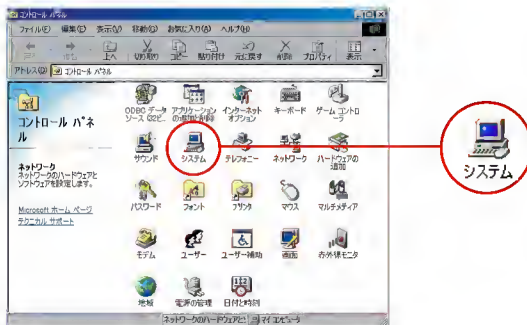 コントロール パネル
ファイル(F) 編集(E) 表示(V) 移動(G) お気に入り(A) ヘルプ(H)
上へ 切り取り コピー 貼り付け 元に戻す 削除 プロパティ 表示
アドレス(D) コントロール パネル
コントロール パネ
ル
ネットワーク
ネットワークのハードウェアと
ソフトウェアを設定します。
Microsoft ホーム ページ
テクニカル サポート
ODBC データ
ソース (32ビ...
アプリケーション
の追加と削除
インターネット
オプション
キーボード
ゲーム コントロ
ーラ
サウンド
システム
テレフォニー
ネットワーク
ハードウェアの
追加
パスワード
フォント
プリンタ
マウス
マルチメディア
モデム
ユーザー
ユーザー補助
画面
赤外線モニタ
地域
電源の管理
日付と時刻
ネットワークのハードウェアと
マイ コンピュータ
システム